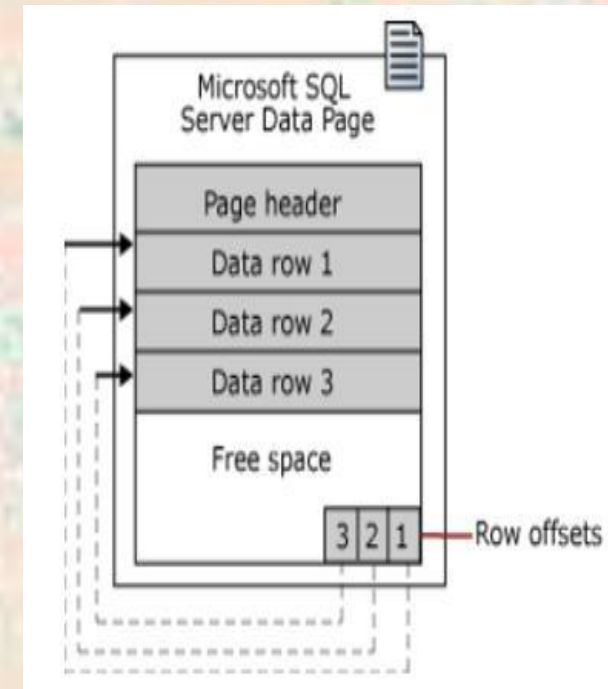 Microsoft SQL
Server Data Page
Page header
Data row 1
Data row 2
Data row 3
Free space
3 2 1
Row offsets